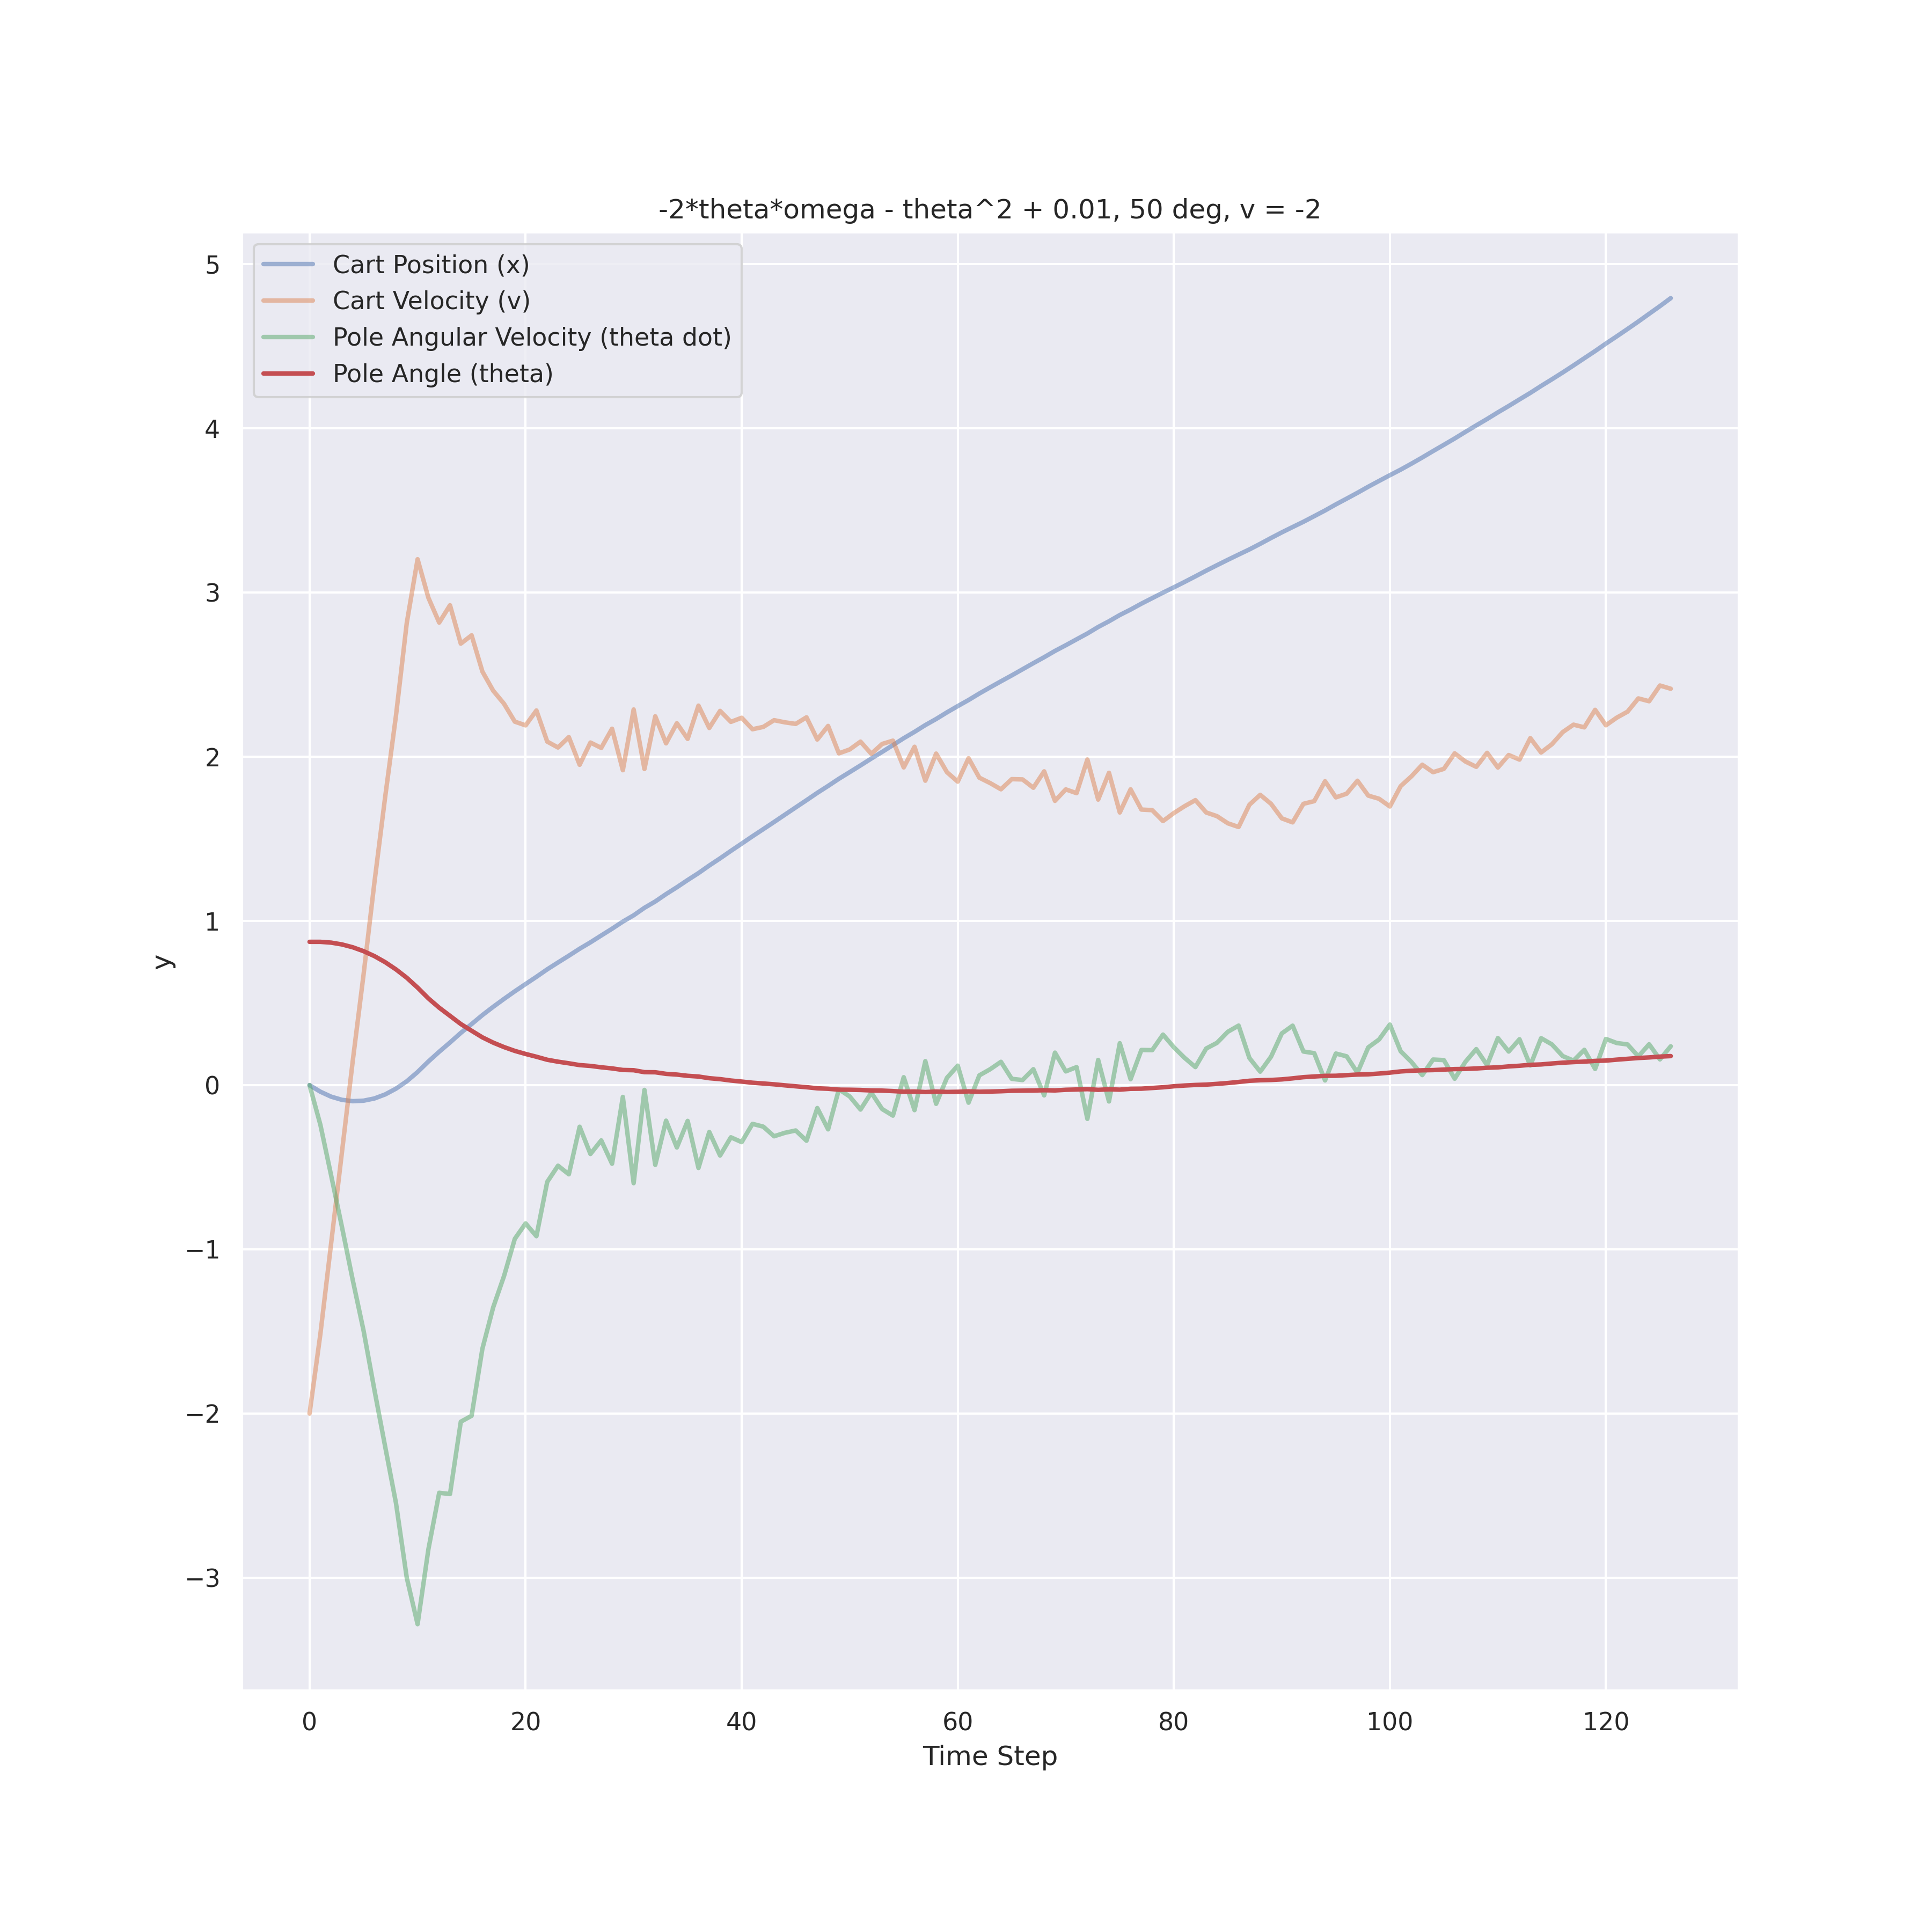 -2*theta*omega - theta^2 + 0.01, 50 deg, v = -2
Cart Position (x)
Cart Velocity (v)
Pole Angular Velocity (theta dot)
Pole Angle (theta)
5
4
3
2
1
0
−1
−2
−3
y
0 20 40 60 80 100 120
Time Step